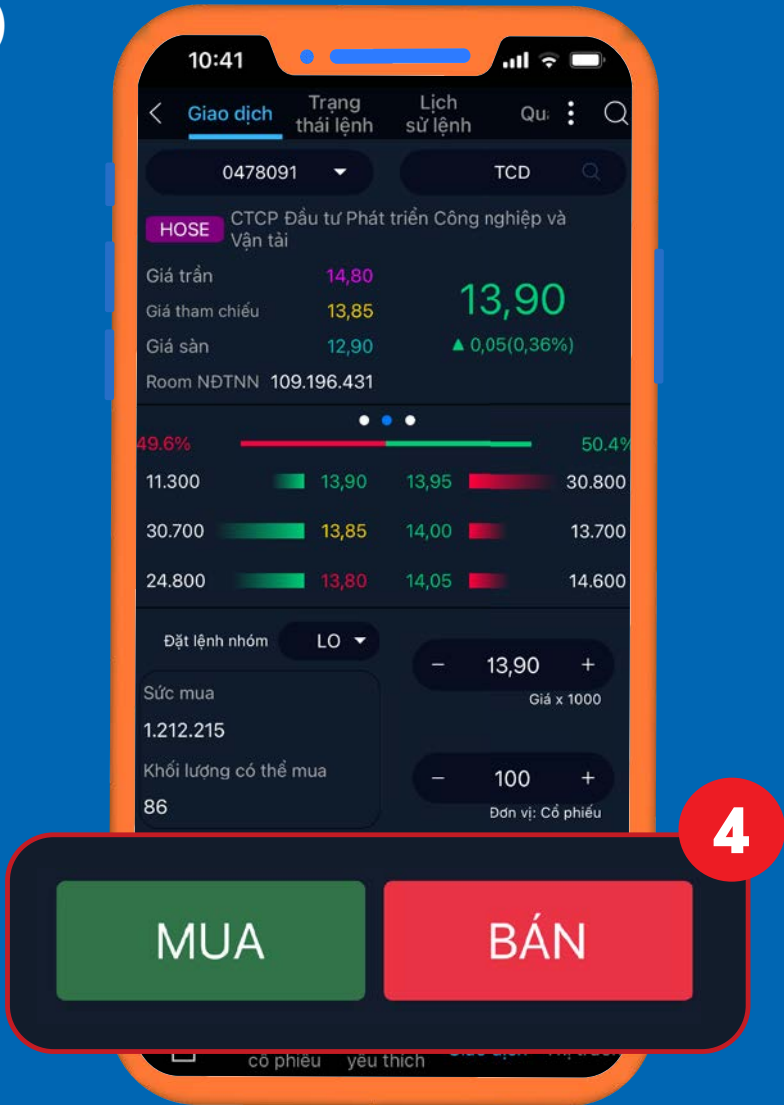 )
10:41
Giao dịch Trạng thái lệnh Lịch sử lệnh Qu
0478091 TCD
HOSE CTCP Đầu tư Phát triển Công nghiệp và
Vận tải
Giá trần 14,80
13,90
Giá tham chiếu 13,85
Giá sàn 12,90 ▲ 0,05(0,36%)
Room NĐTNN 109.196.431
49.6% 50.4%
11.300 13,90 13,95 30.800
30.700 13,85 14,00 13.700
24.800 13,80 14,05 14.600
Đặt lệnh nhóm LO
− 13,90 +
Giá x 1000
Sức mua
1.212.215
Khối lượng có thể mua
− 100 +
86
Đơn vị: Cổ phiếu
4
MUA BÁN
cổ phiếu yêu thích